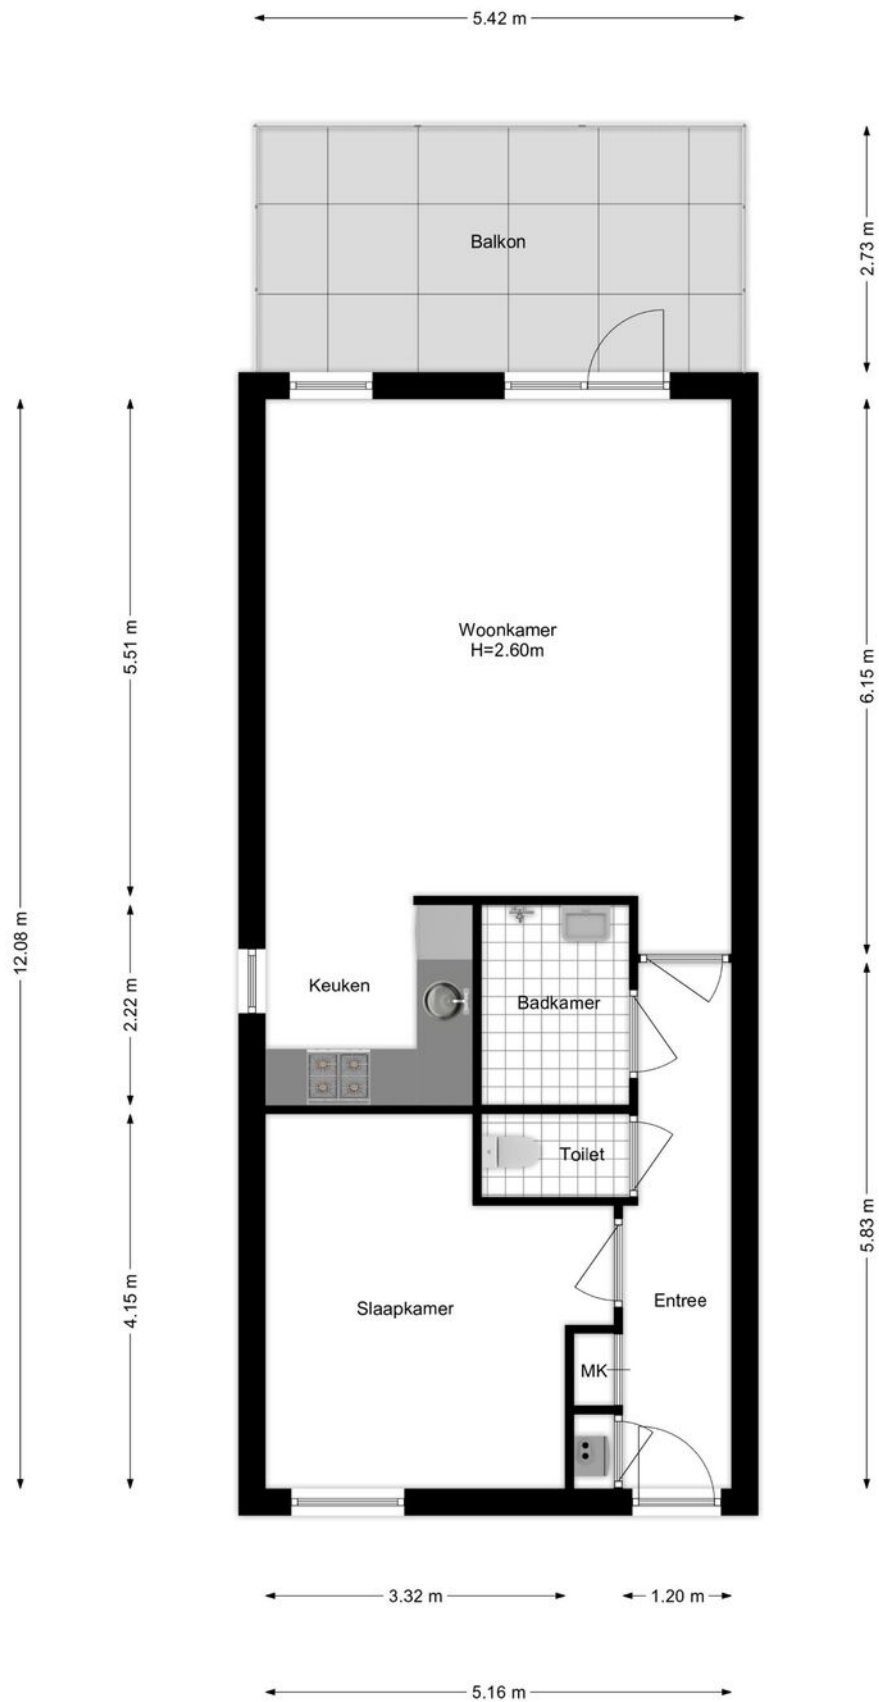 5.42 m
Balkon
2.73 m
Woonkamer
H=2.60m
5.51 m
6.15 m
12.08 m
Keuken
2.22 m
Badkamer
Toilet
5.83 m
4.15 m
Slaapkamer
Entree
MK
3.32 m
1.20 m
5.16 m